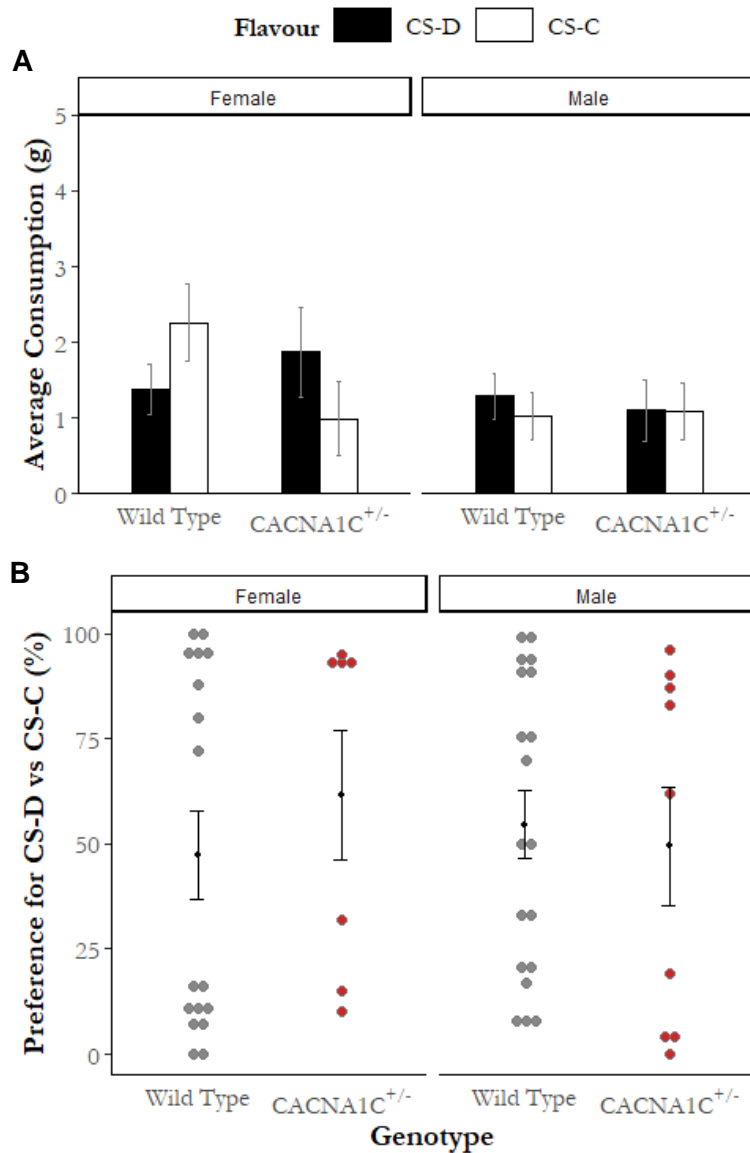 Flavour CS-D CS-C
A
Female Male
Average Consumption (g)
5
4
3
2
1
0
Wild Type CACNA1C+/- Wild Type CACNA1C+/-
B
Female Male
Preference for CS-D vs CS-C (%)
100
75
50
25
0
Wild Type CACNA1C+/- Wild Type CACNA1C+/-
Genotype